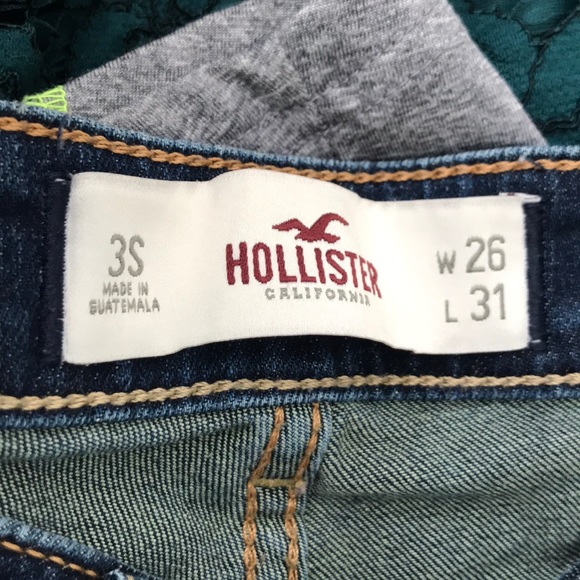 3S
MADE IN
GUATEMALA
HOLLISTER
CALIFORNIA
W 26
L 31